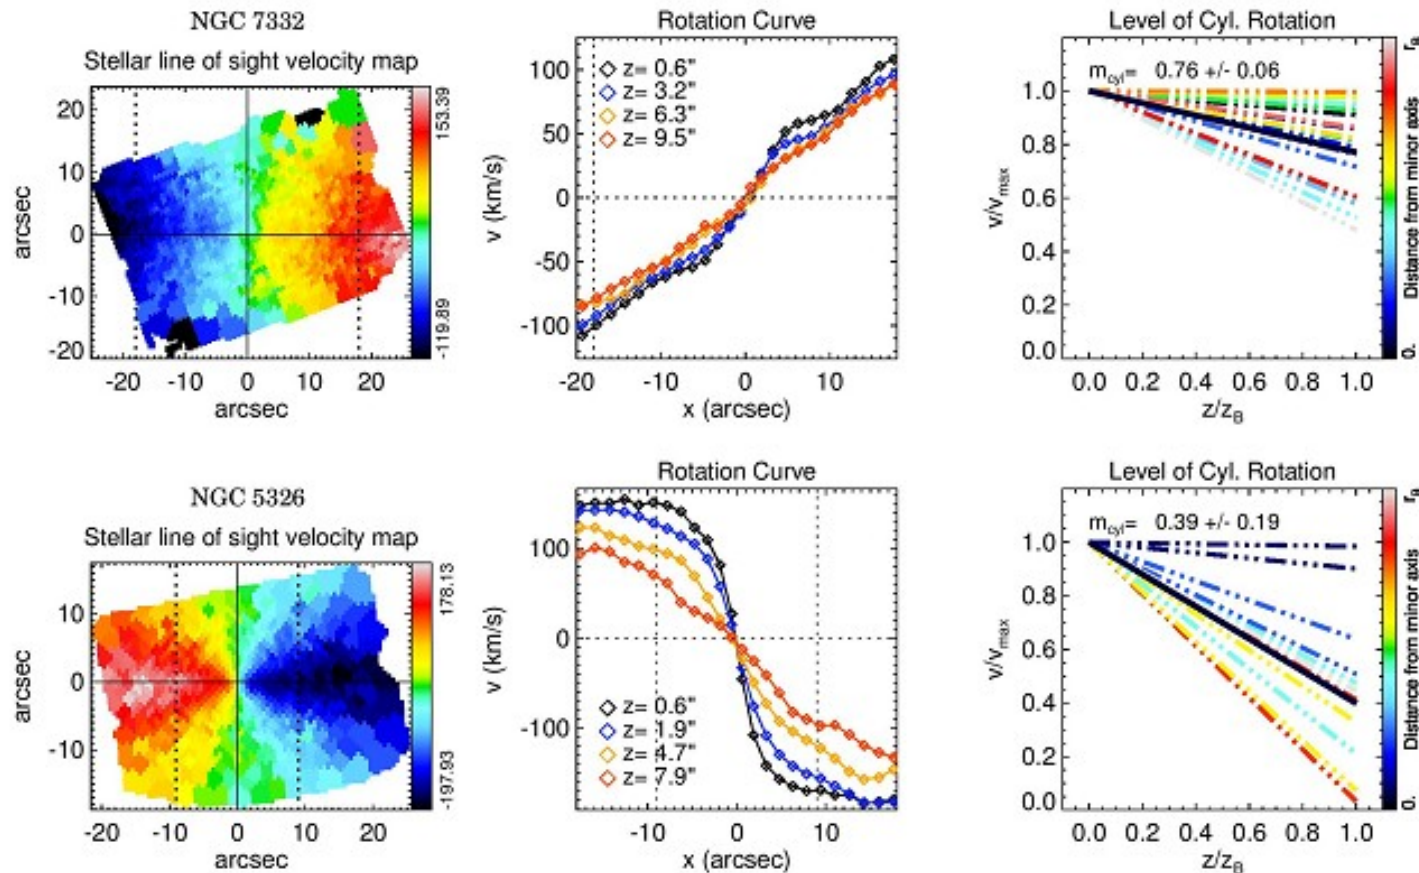 NGC 7332
Stellar line of sight velocity map
20
10
0
-10
-20
arcsec
-20 -10 0 10 20
arcsec
153.39
-119.89
Rotation Curve
z= 0.6"
z= 3.2"
z= 6.3"
z= 9.5"
100
50
0
-50
-100
v (km/s)
-20 -10 0 10
x (arcsec)
Level of Cyl. Rotation
m_cyl= 0.76 +/- 0.06
1.0
0.8
0.6
0.4
0.2
0.0
v/v_max
0.0 0.2 0.4 0.6 0.8 1.0
z/z_B
0. Distance from minor axis r_B
NGC 5326
Stellar line of sight velocity map
10
0
-10
arcsec
-20 -10 0 10 20
arcsec
178.13
-197.93
Rotation Curve
100
0
-100
v (km/s)
z= 0.6"
z= 1.9"
z= 4.7"
z= 7.9"
-10 0 10
x (arcsec)
Level of Cyl. Rotation
m_cyl= 0.39 +/- 0.19
1.0
0.8
0.6
0.4
0.2
0.0
v/v_max
0.0 0.2 0.4 0.6 0.8 1.0
z/z_B
0. Distance from minor axis r_B